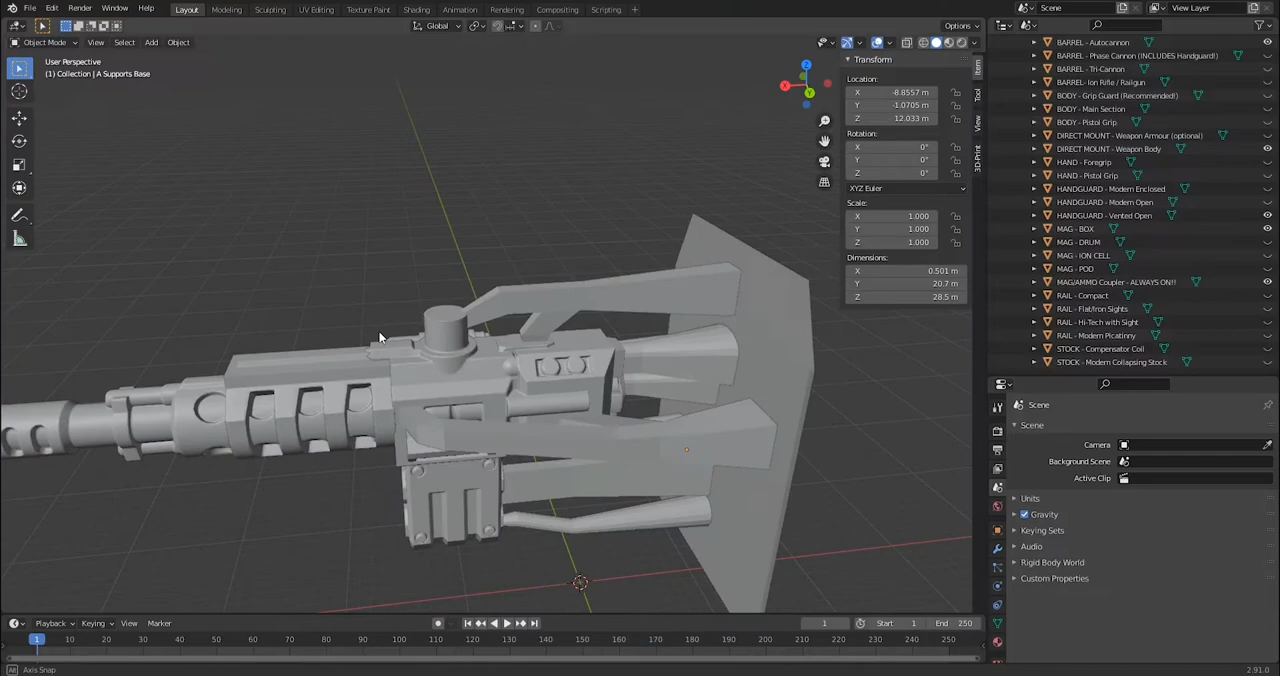 File Edit Render Window Help Layout Modeling Sculpting UV Editing Texture Paint Shading Animation Rendering Compositing Scripting + Scene View Layer
Global Options
Object Mode View Select Add Object
User Perspective
(1) Collection | A Supports Base
Z
X
Y
Transform
Location:
X -8.8557 m
Y -1.0705 m
Z 12.033 m
Rotation:
X 0°
Y 0°
Z 0°
XYZ Euler
Scale:
X 1.000
Y 1.000
Z 1.000
Dimensions:
X 0.501 m
Y 20.7 m
Z 28.5 m
Item
Tool
View
3D-Print
BARREL - Autocannon
BARREL - Phase Cannon (INCLUDES Handguard!)
BARREL - Tri-Cannon
BARREL- Ion Rifle / Railgun
BODY - Grip Guard (Recommended!)
BODY - Main Section
BODY - Pistol Grip.
DIRECT MOUNT - Weapon Armour (optional)
DIRECT MOUNT - Weapon Body
HAND - Foregrip
HAND - Pistol Grip
HANDGUARD - Modern Enclosed
HANDGUARD - Modern Open
HANDGUARD - Vented Open
MAG - BOX
MAG - DRUM
MAG - ION CELL
MAG - POD
MAG/AMMO Coupler - ALWAYS ON!!
RAIL - Compact
RAIL - Flat/Iron Sights
RAIL - Hi-Tech with Sight
RAIL - Modern Picatinny
STOCK - Compensator Coil
STOCK - Modern Collapsing Stock
Scene
Scene
Camera
Background Scene
Active Clip
Units
Gravity
Keying Sets
Audio
Rigid Body World
Custom Properties
Playback Keying View Marker 1 Start 1 End 250
1 10 20 30 40 50 60 70 80 90 100 110 120 130 140 150 160 170 180 190 200 210 220 230 240 250
Axis Snap 2.91.0